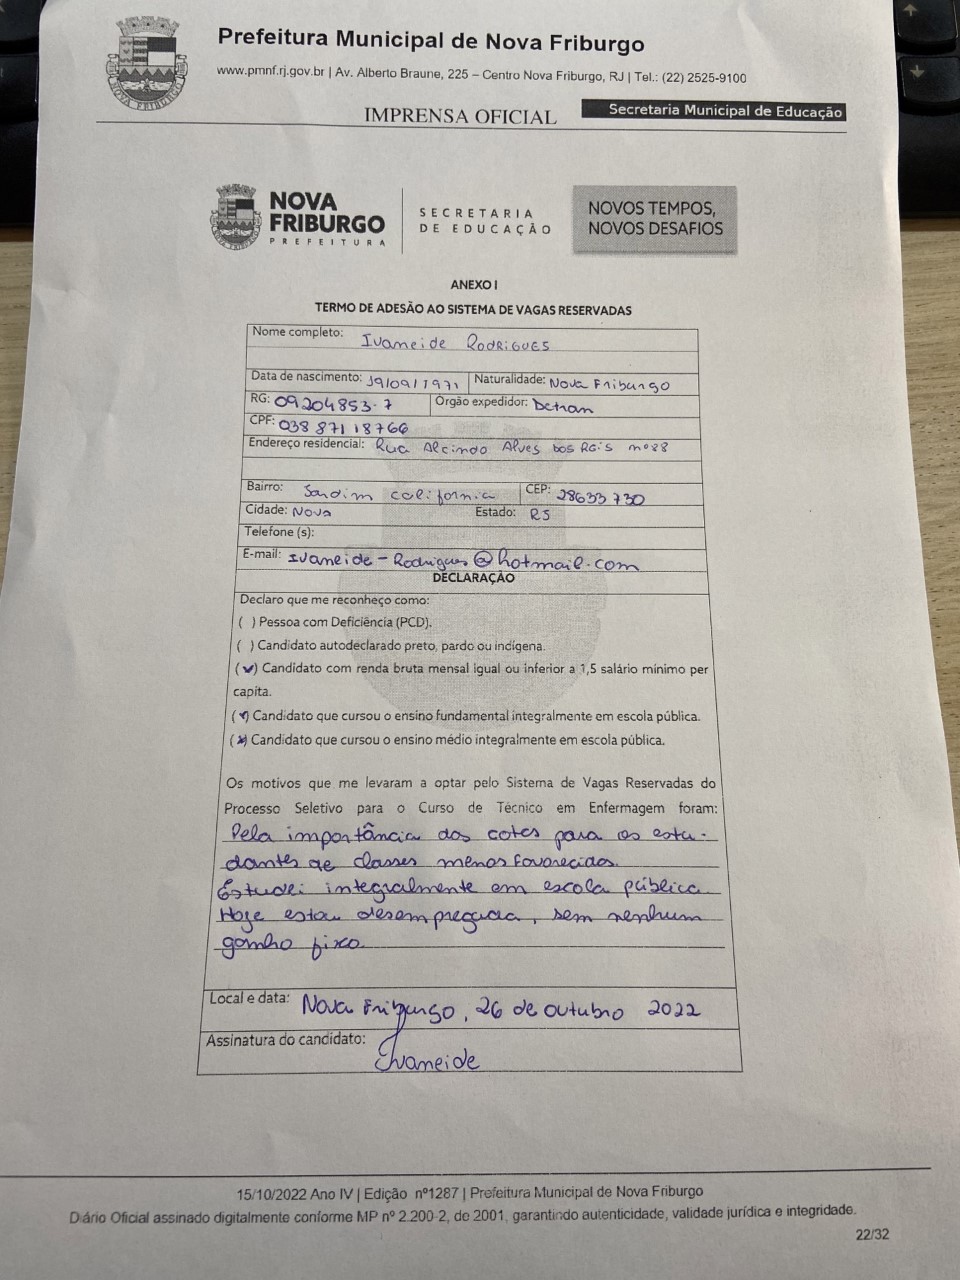 Prefeitura Municipal de Nova Friburgo
www.pmnf.rj.gov.br | Av. Alberto Braune, 225 – Centro Nova Friburgo, RJ | Tel.: (22) 2525-9100
IMPRENSA OFICIAL
Secretaria Municipal de Educação
NOVA FRIBURGO
PREFEITURA
SECRETARIA
DE EDUCAÇÃO
NOVOS TEMPOS,
NOVOS DESAFIOS
ANEXO I
TERMO DE ADESÃO AO SISTEMA DE VAGAS RESERVADAS
Nome completo: Ivaneide Rodrigues
Data de nascimento: 19/09/1971 Naturalidade: Nova Friburgo
RG: 09204853-7 Orgão expedidor: Detran
CPF: 038 871 187 66
Endereço residencial: Rua Alcindo Alves dos Reis nº 88
Bairro: Jardim california CEP: 28633 730
Cidade: Nova Estado: RJ
Telefone (s):
E-mail: Ivaneide-Rodrigues@hotmail.com
DECLARAÇÃO
Declaro que me reconheço como:
( ) Pessoa com Deficiência (PCD).
( ) Candidato autodeclarado preto, pardo ou indígena.
(✓) Candidato com renda bruta mensal igual ou inferior a 1,5 salário mínimo per
capita.
(✓) Candidato que cursou o ensino fundamental integralmente em escola pública.
(x) Candidato que cursou o ensino médio integralmente em escola pública.
Os motivos que me levaram a optar pelo Sistema de Vagas Reservadas do
Processo Seletivo para o Curso de Técnico em Enfermagem foram:
Pela importância das cotas para os estu-
dantes de classes menos favorecidas.
Estudei integralmente em escola pública
Hoje estou desempregada, sem nenhum
ganho fixo.
Local e data: Nova Friburgo, 26 de outubro 2022
Assinatura do candidato: Ivaneide
15/10/2022 Ano IV | Edição nº1287 | Prefeitura Municipal de Nova Friburgo
Diário Oficial assinado digitalmente conforme MP nº 2.200-2, de 2001, garantindo autenticidade, validade jurídica e integridade.
22/32